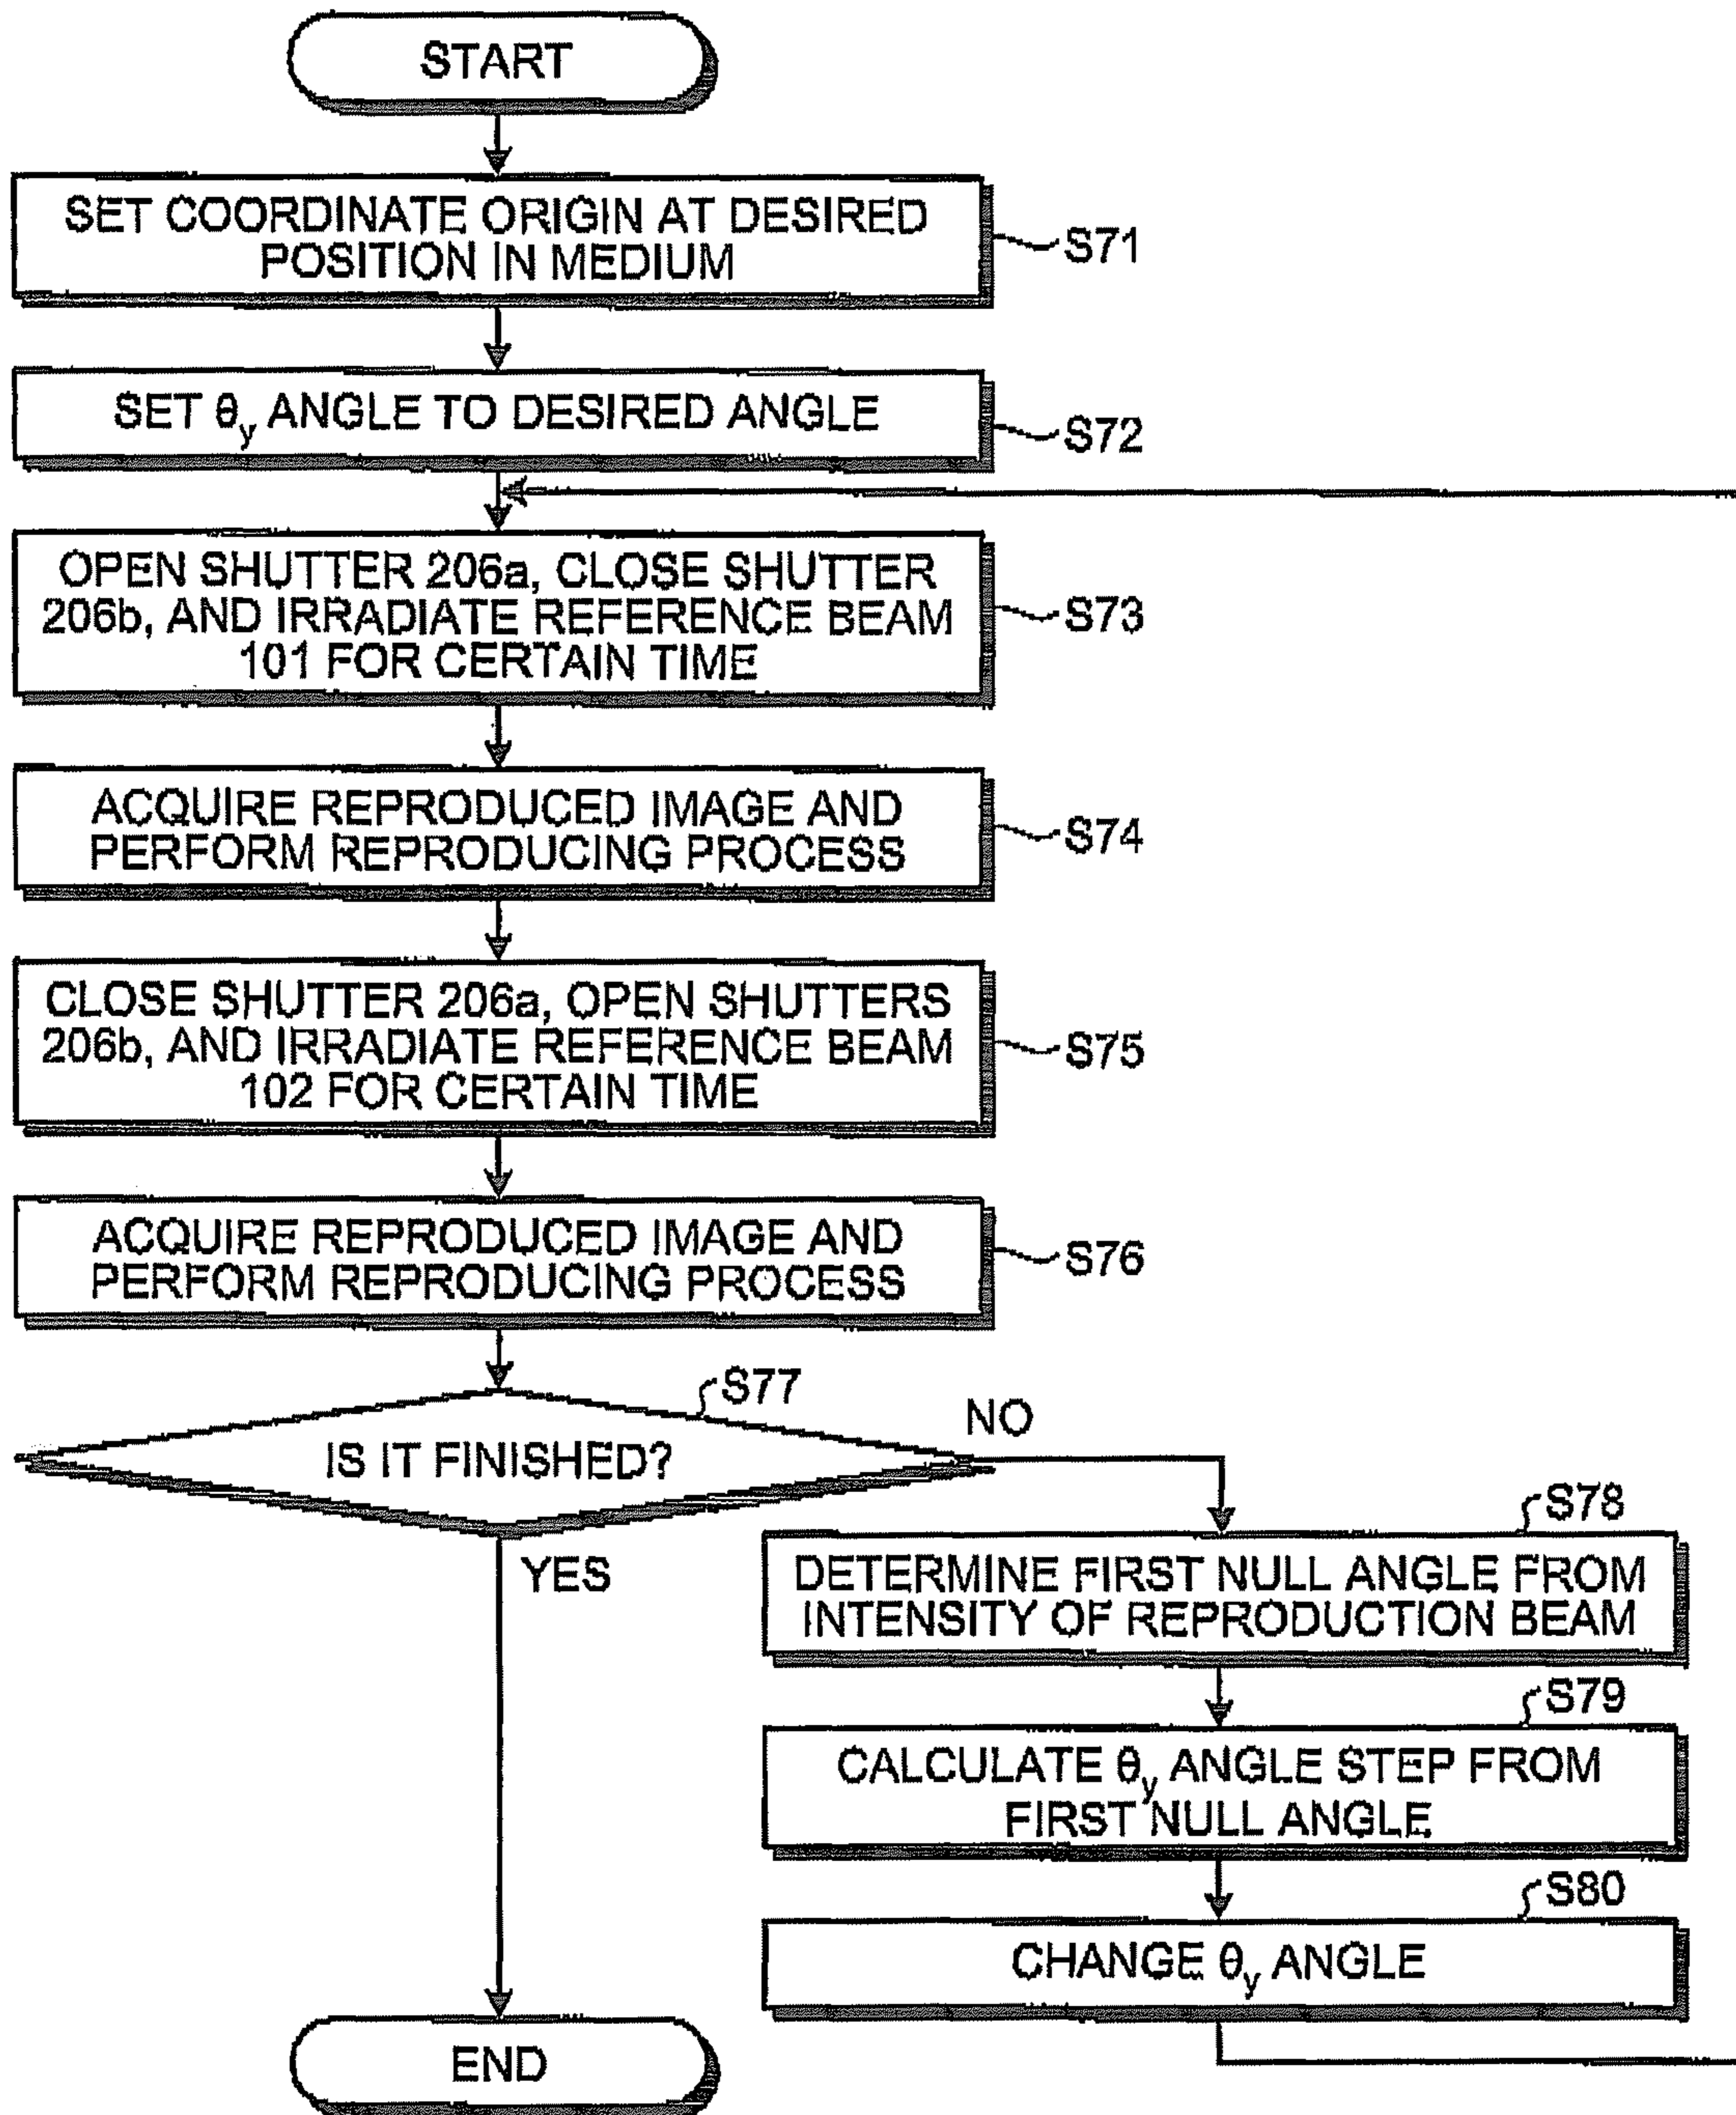 START
SET COORDINATE ORIGIN AT DESIRED
POSITION IN MEDIUM
S71
SET θy ANGLE TO DESIRED ANGLE
S72
OPEN SHUTTER 206a, CLOSE SHUTTER
206b, AND IRRADIATE REFERENCE BEAM
101 FOR CERTAIN TIME
S73
ACQUIRE REPRODUCED IMAGE AND
PERFORM REPRODUCING PROCESS
S74
CLOSE SHUTTER 206a, OPEN SHUTTERS
206b, AND IRRADIATE REFERENCE BEAM
102 FOR CERTAIN TIME
S75
ACQUIRE REPRODUCED IMAGE AND
PERFORM REPRODUCING PROCESS
S76
S77
IS IT FINISHED?
NO
YES
S78
DETERMINE FIRST NULL ANGLE FROM
INTENSITY OF REPRODUCTION BEAM
S79
CALCULATE θy ANGLE STEP FROM
FIRST NULL ANGLE
S80
CHANGE θy ANGLE
END